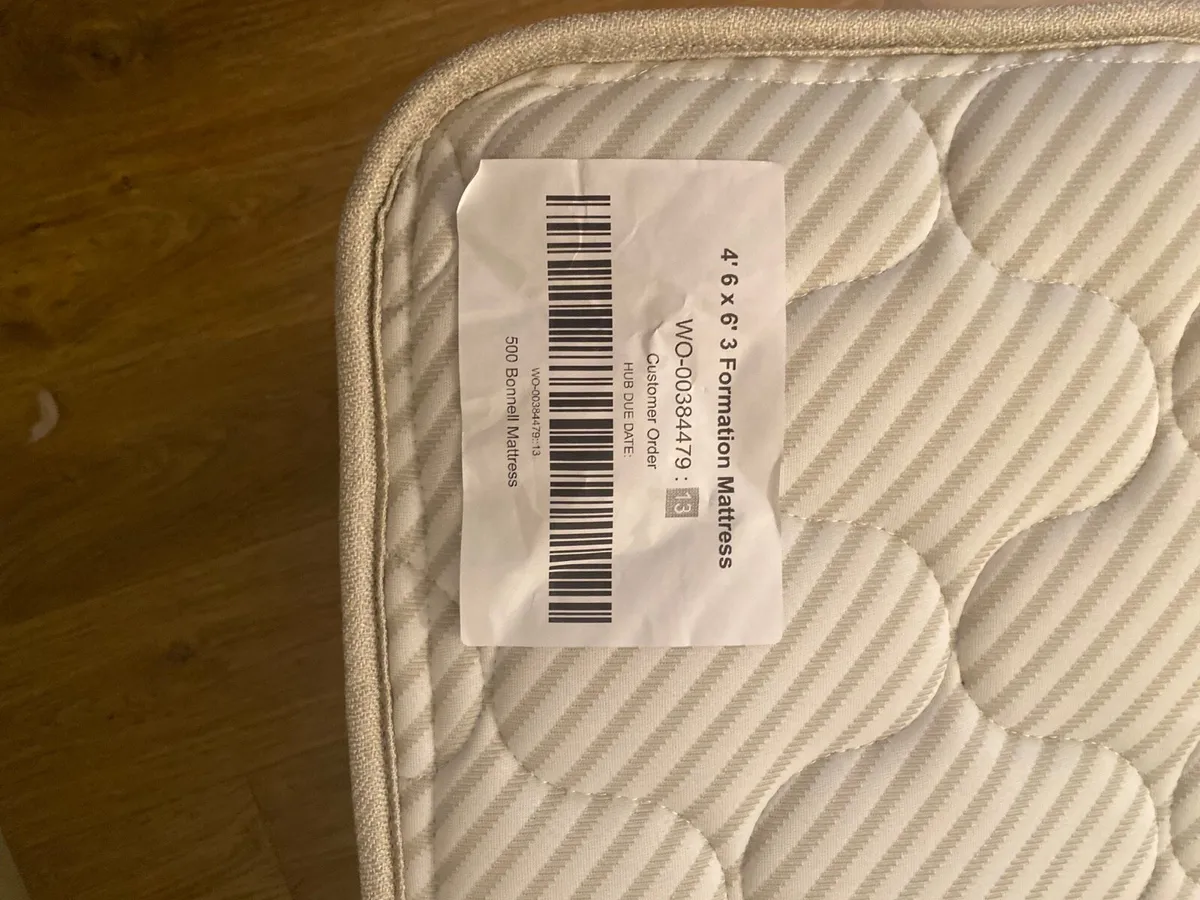 4' 6 x 6' 3 Formation Mattress
WO-00384479 : 13
Customer Order
HUB DUE DATE:
WO-00384479::13
500 Bonnell Mattress